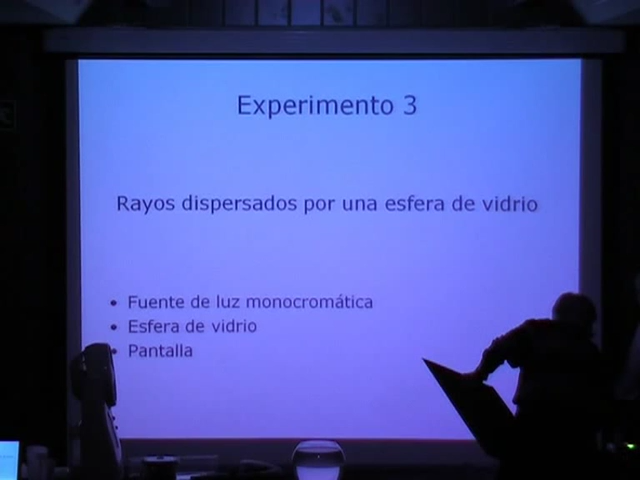 Experimento 3
Rayos dispersados por una esfera de vidrio
• Fuente de luz monocromática
• Esfera de vidrio
• Pantalla